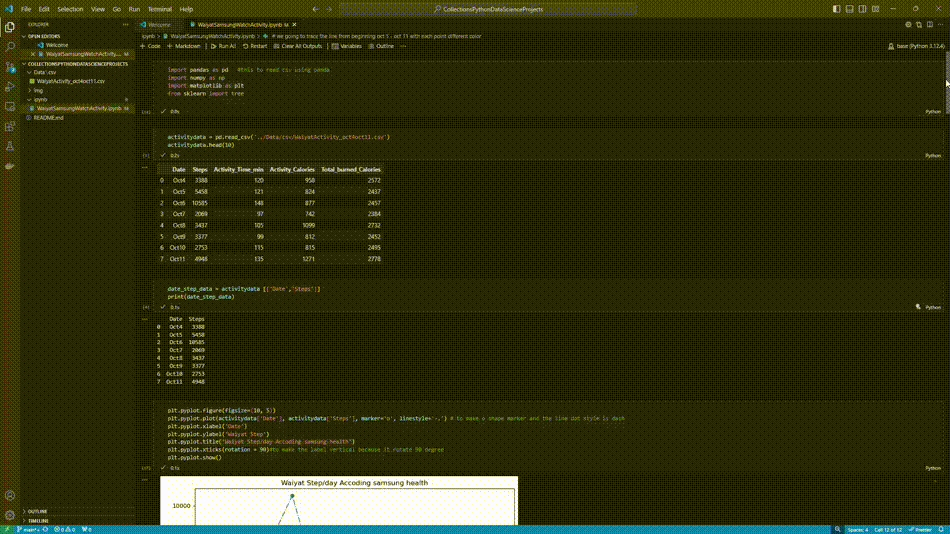 File Edit Selection View Go Run Terminal Help
CollectionsPythonDataScienceProjects
EXPLORER
OPEN EDITORS
Welcome
WaiyatSamsungWatchActivity.... M
COLLECTIONSPYTHONDATASCIENCEPROJECTS
Data\csv
WaiyatActivity_oct4oct11.csv
img
ipynb
WaiyatSamsungWatchActivity.ipynb M
README.md
OUTLINE
TIMELINE
Welcome
WaiyatSamsungWatchActivity.ipynb M
ipynb > WaiyatSamsungWatchActivity.ipynb > # we going to trace the line from beginning oct 5 - oct 11 with each point different color
+ Code + Markdown Run All Restart Clear All Outputs Variables Outline ...
base (Python 3.12.4)
import pandas as pd #this to read csv using panda
import numpy as np
import matplotlib as plt
from sklearn import tree
0.0s
Python
activitydata = pd.read_csv('../Data/csv/WaiyatActivity_oct4oct11.csv')
activitydata.head(10)
0.0s
Python
Date Steps Activity_Time_min Activity_Calories Total_burned_Calories
0 Oct4 3388 120 958 2572
1 Oct5 5458 121 824 2437
2 Oct6 10585 148 877 2457
3 Oct7 2069 97 742 2384
4 Oct8 3437 105 1099 2732
5 Oct9 3377 99 812 2452
6 Oct10 2753 115 815 2495
7 Oct11 4948 135 1271 2778
date_step_data = activitydata [['Date','Steps']]
print(date_step_data)
0.1s
Python
Date Steps
0 Oct4 3388
1 Oct5 5458
2 Oct6 10585
3 Oct7 2069
4 Oct8 3437
5 Oct9 3377
6 Oct10 2753
7 Oct11 4948
plt.pyplot.figure(figsize=(10, 5))
plt.pyplot.plot(activitydata['Date'], activitydata['Steps'], marker='o', linestyle='-.') # to make o shape marker and the line dot style is dash
plt.pyplot.xlabel('Date')
plt.pyplot.ylabel('Waiyat Step')
plt.pyplot.title("Waiyat Step/day Accoding samsung health")
plt.pyplot.xticks(rotation = 90)#to make the label vertical because it rotate 90 degree
plt.pyplot.show()
0.1s
Python
Waiyat Step/day Accoding samsung health
10000
main*
Spaces: 4 Cell 12 of 12 Prettier